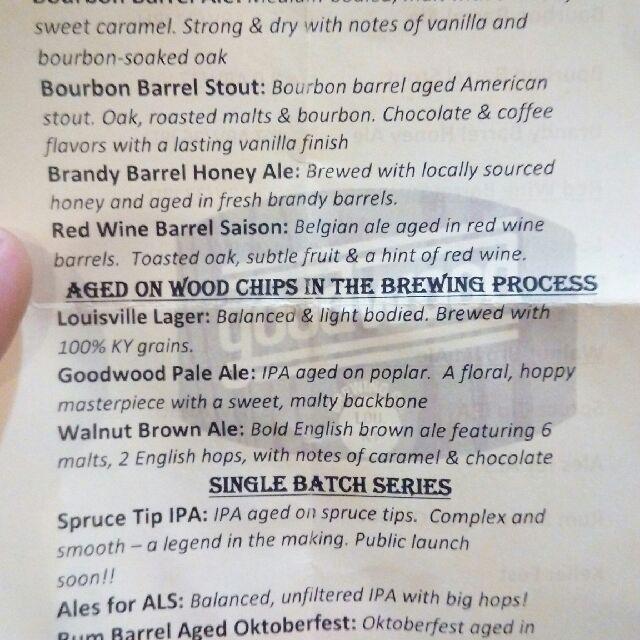 sweet caramel. Strong & dry with notes of vanilla and
bourbon-soaked oak
Bourbon Barrel Stout: Bourbon barrel aged American
stout. Oak, roasted malts & bourbon. Chocolate & coffee
flavors with a lasting vanilla finish
Brandy Barrel Honey Ale: Brewed with locally sourced
honey and aged in fresh brandy barrels.
Red Wine Barrel Saison: Belgian ale aged in red wine
barrels. Toasted oak, subtle fruit & a hint of red wine.
AGED ON WOOD CHIPS IN THE BREWING PROCESS
Louisville Lager: Balanced & light bodied. Brewed with
100% KY grains.
Goodwood Pale Ale: IPA aged on poplar. A floral, hoppy
masterpiece with a sweet, malty backbone
Walnut Brown Ale: Bold English brown ale featuring 6
malts, 2 English hops, with notes of caramel & chocolate
SINGLE BATCH SERIES
Spruce Tip IPA: IPA aged on spruce tips. Complex and
smooth – a legend in the making. Public launch
soon!!
Ales for ALS: Balanced, unfiltered IPA with big hops!
Rum Barrel Aged Oktoberfest: Oktoberfest aged in